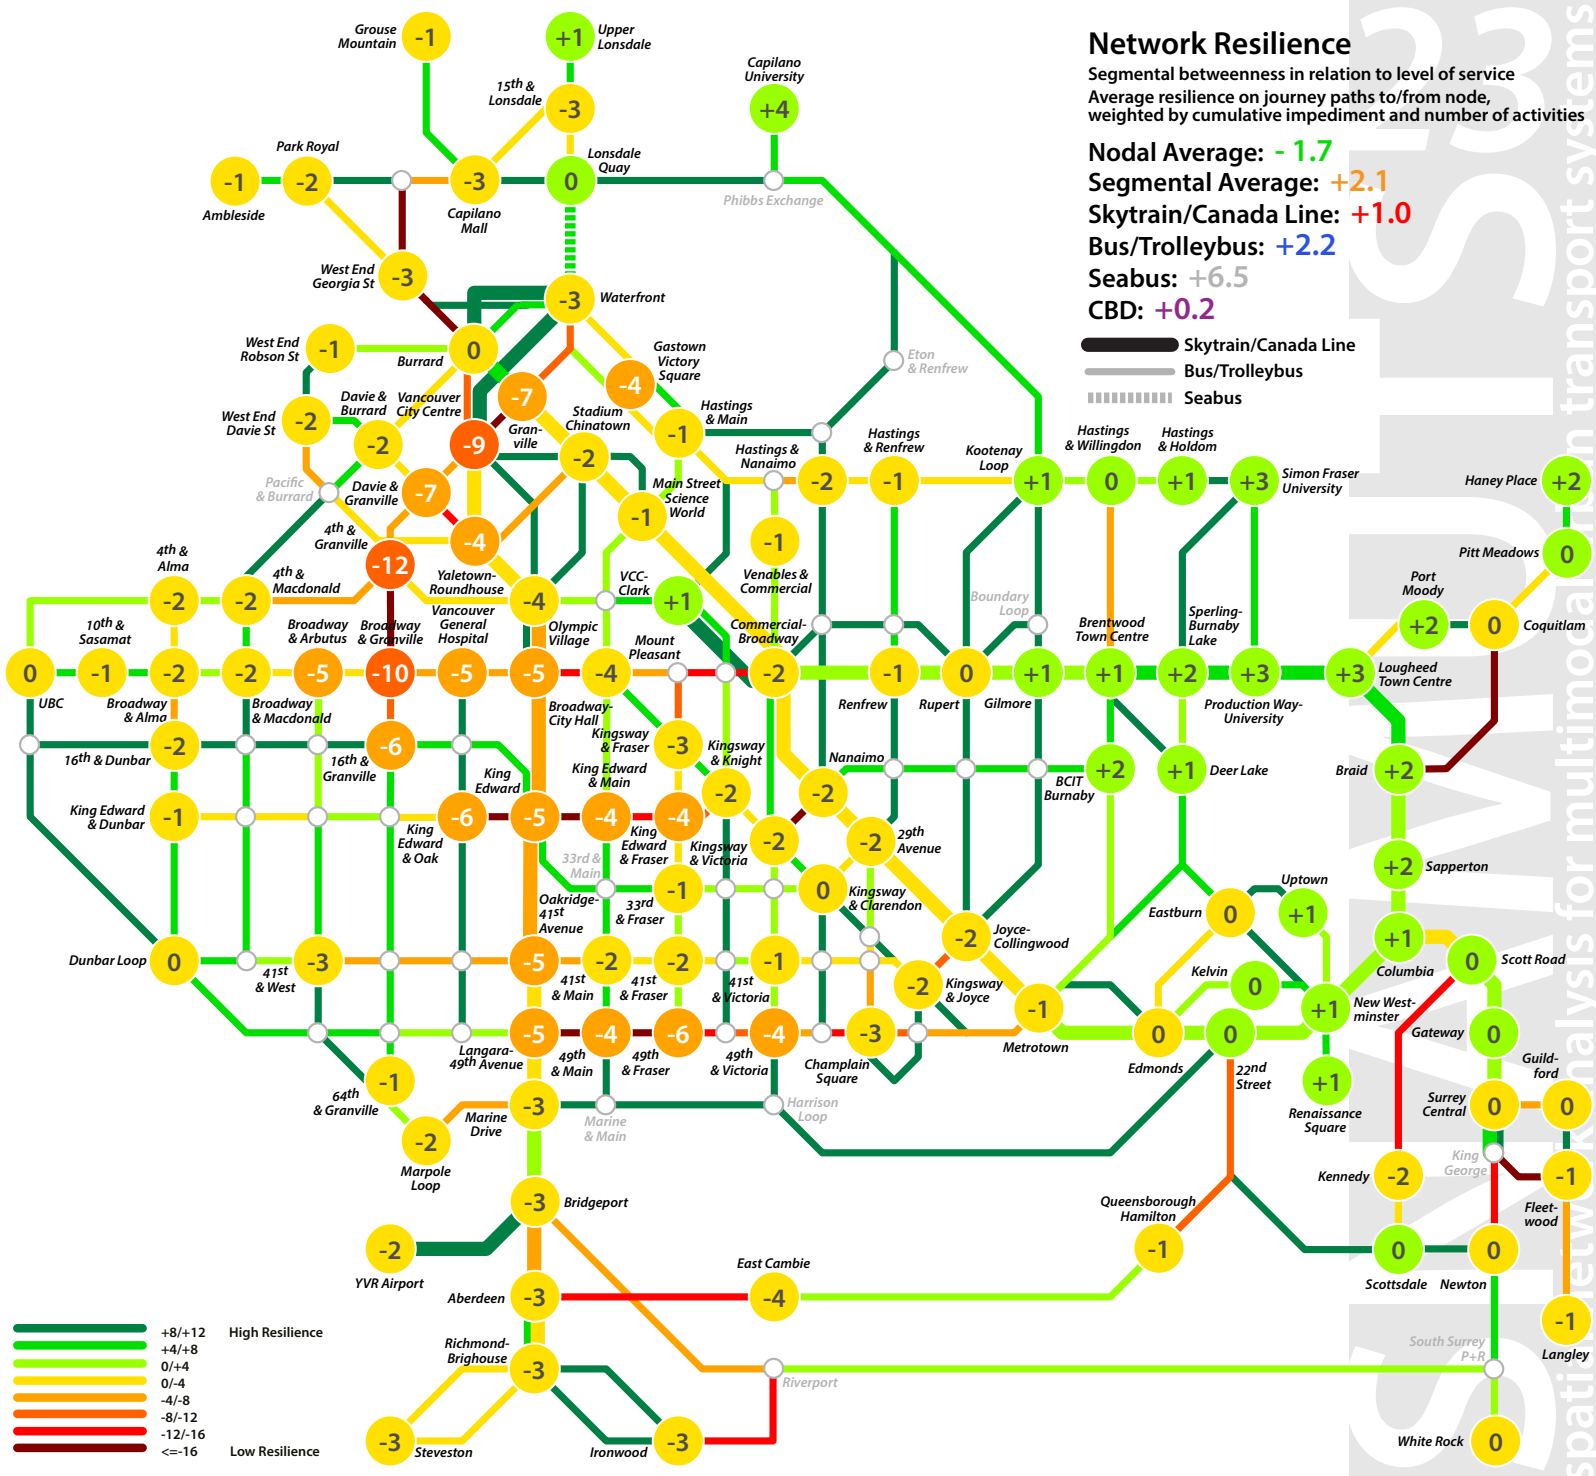 Network Resilience
Segmental betweenness in relation to level of service
Average resilience on journey paths to/from node,
weighted by cumulative impediment and number of activities
Nodal Average: - 1.7
Segmental Average: +2.1
Skytrain/Canada Line: +1.0
Bus/Trolleybus: +2.2
Seabus: +6.5
CBD: +0.2
Skytrain/Canada Line
Bus/Trolleybus
Seabus
Grouse
Mountain
-1
+1
Upper
Lonsdale
15th &
Lonsdale
-3
Capilano
University
+4
Park Royal
-1
Ambleside
-2
-3
Capilano
Mall
0
Lonsdale
Quay
Phibbs Exchange
West End
Georgia St
-3
-3
Waterfront
West End
Robson St
-1
0
Burrard
Gastown
Victory
Square
-4
Eton
& Renfrew
-7
Gran-
ville
Davie &
Burrard
-2
Vancouver
City Centre
-9
West End
Davie St
-2
Stadium
Chinatown
-2
Hastings
& Main
-1
Pacific
& Burrard
Davie &
Granville
-7
Main Street
Science
World
-1
Hastings &
Nanaimo
-2
Hastings
& Renfrew
-1
Kootenay
Loop
+1
Hastings
& Willingdon
0
Hastings
& Holdom
+1
+3
Simon Fraser
University
Haney Place
+2
4th &
Granville
-12
-4
Yaletown-
Roundhouse
-1
Venables &
Commercial
Pitt Meadows
0
4th &
Alma
-2
4th &
Macdonald
-2
-4
Olympic
Village
VCC-
Clark
+1
Boundary
Loop
Port
Moody
+2
0
Coquitlam
0
UBC
10th &
Sasamat
-1
-2
Broadway
& Alma
-2
Broadway
& Macdonald
Broadway
& Arbutus
-5
Broadway
& Granville
-10
Vancouver
General
Hospital
-5
-5
Broadway-
City Hall
-4
Mount
Pleasant
Commercial-
Broadway
-2
-1
Renfrew
0
Rupert
+1
Gilmore
Brentwood
Town Centre
+1
Sperling-
Burnaby
Lake
+2
+3
Production Way-
University
+3
Lougheed
Town Centre
-2
16th & Dunbar
-6
16th &
Granville
Kingsway
& Fraser
-3
Kingsway
& Knight
-2
Nanaimo
-2
+2
BCIT
Burnaby
+1
Deer Lake
Braid
+2
King Edward
& Dunbar
-1
-6
King
Edward
& Oak
King
Edward
-5
King Edward
& Main
-4
-4
King
Edward
& Fraser
Kingsway
& Victoria
-2
-2
29th
Avenue
33rd &
Main
-1
33rd
& Fraser
0
Kingsway
& Clarendon
+2
Sapperton
Eastburn
0
Uptown
+1
Dunbar Loop
0
-3
41st
& West
Oakridge-
41st
Avenue
-5
-2
41st
& Main
-2
41st
& Fraser
-1
41st
& Victoria
-2
Joyce-
Collingwood
-2
Kingsway
& Joyce
Kelvin
0
+1
Columbia
0
Scott Road
-5
Langara-
49th Avenue
-4
49th
& Main
-6
49th
& Fraser
-4
49th
& Victoria
-3
Champlain
Square
-1
Metrotown
0
Edmonds
0
22nd
Street
+1
New West-
minster
Gateway
0
-1
64th
& Granville
-2
Marpole
Loop
-3
Marine
Drive
Marine
& Main
Harrison
Loop
+1
Renaissance
Square
Surrey
Central
0
Guild-
ford
0
King
George
Kennedy
-2
-1
Fleet-
wood
-3
Bridgeport
-2
YVR Airport
Queensborough
Hamilton
-1
0
Scottsdale
0
Newton
Aberdeen
-3
East Cambie
-4
-1
Langley
Richmond-
Brighouse
-3
Riverport
South Surrey
P+R
-3
Steveston
Ironwood
-3
White Rock
0
+8/+12 High Resilience
+4/+8
0/+4
0/-4
-4/-8
-8/-12
-12/-16
<=-16 Low Resilience
SNAMUTS 23